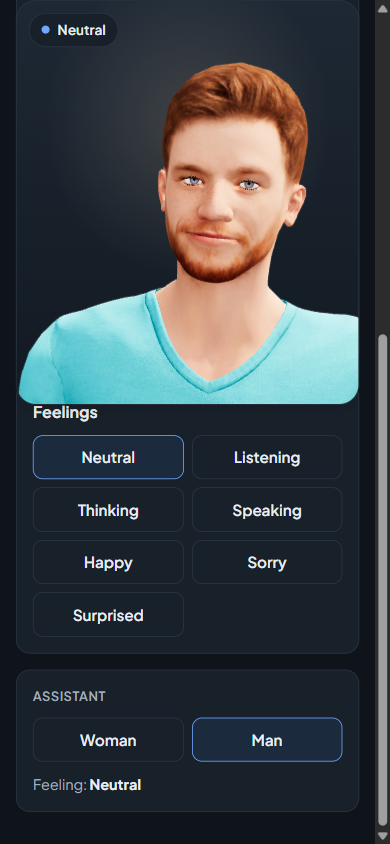 Neutral
Feelings
Neutral
Listening
Thinking
Speaking
Happy
Sorry
Surprised
ASSISTANT
Woman
Man
Feeling: Neutral